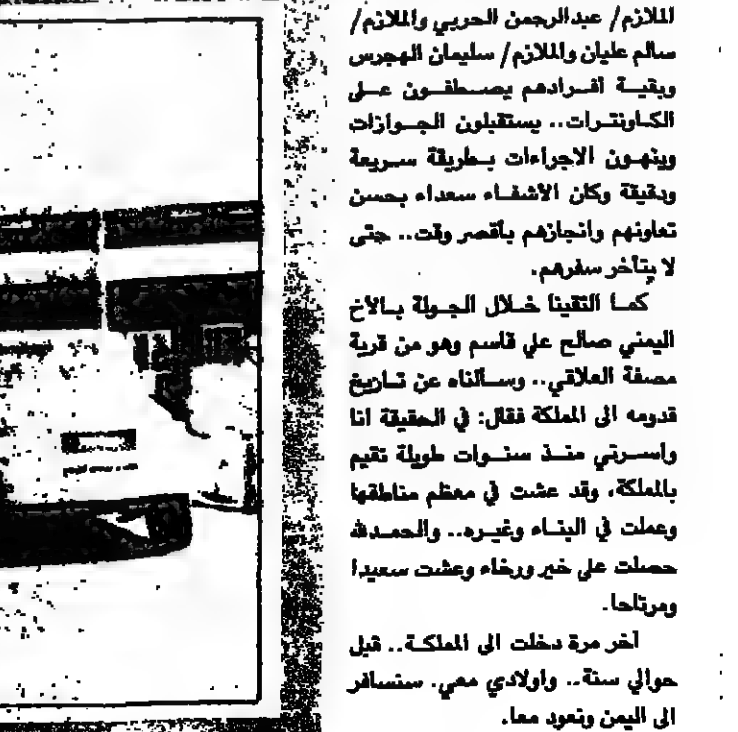 الملازم/ عبدالرحمن الحربي والملازم/
سالم عليان والملازم/ سليمان الهجرس
وبقية أفرادهم يصطفون على
الكاونترات.. يستقبلون الجوازات
وينهون الاجراءات بطريقة سريعة
ودقيقة وكان الأشقاء سعداء بحسن
تعاونهم وانجازهم بأقصر وقت.. حتى
لا يتأخر سفرهم.
كما التقينا خلال الجولة بالأخ
اليمني صالح علي قاسم وهو من قرية
مصفة العلاقي.. وسألناه عن تاريخ
قدومه الى المملكة فقال: في الحقيقة انا
وأسرتي منذ سنوات طويلة نقيم
بالمملكة، وقد عشت في معظم مناطقها
وعملت في البناء وغيره.. والحمدلله
حصلت على خير ورخاء وعشت سعيدا
ومرتاحا.
آخر مرة دخلت الى المملكة.. قبل
حوالي سنة.. واولادي معي. سنسافر
الى اليمن ونعود معا.